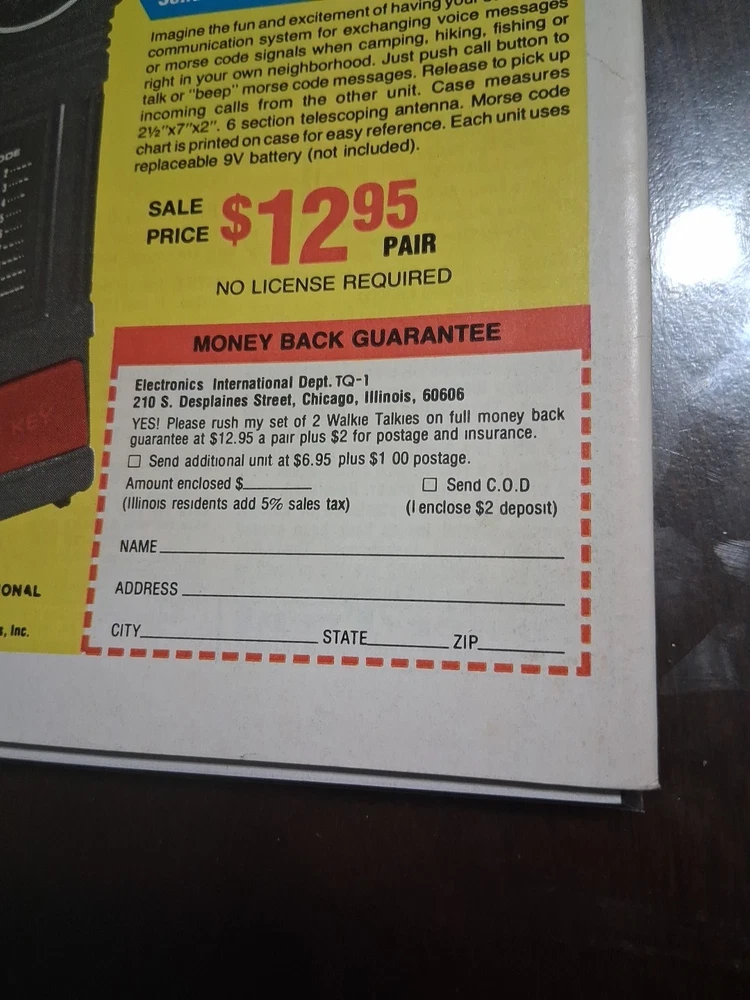 Imagine the fun and excitement of having
communication system for exchanging voice messages
or morse code signals when camping, hiking, fishing or
right in your own neighborhood. Just push call button to
talk or "beep" morse code messages. Release to pick up
incoming calls from the other unit. Case measures
2½"x7"x2". 6 section telescoping antenna. Morse code
chart is printed on case for easy reference. Each unit uses
replaceable 9V battery (not included).
SALE PRICE $12.95 PAIR
NO LICENSE REQUIRED
MONEY BACK GUARANTEE
Electronics International Dept. TQ-1
210 S. Desplaines Street, Chicago, Illinois, 60606
YES! Please rush my set of 2 Walkie Talkies on full money back
guarantee at $12.95 a pair plus $2 for postage and insurance.
☐ Send additional unit at $6.95 plus $1 00 postage.
Amount enclosed $________ ☐ Send C.O.D
(Illinois residents add 5% sales tax) (I enclose $2 deposit)
NAME
ADDRESS
CITY STATE ZIP
KEY
ONAL
s, Inc.